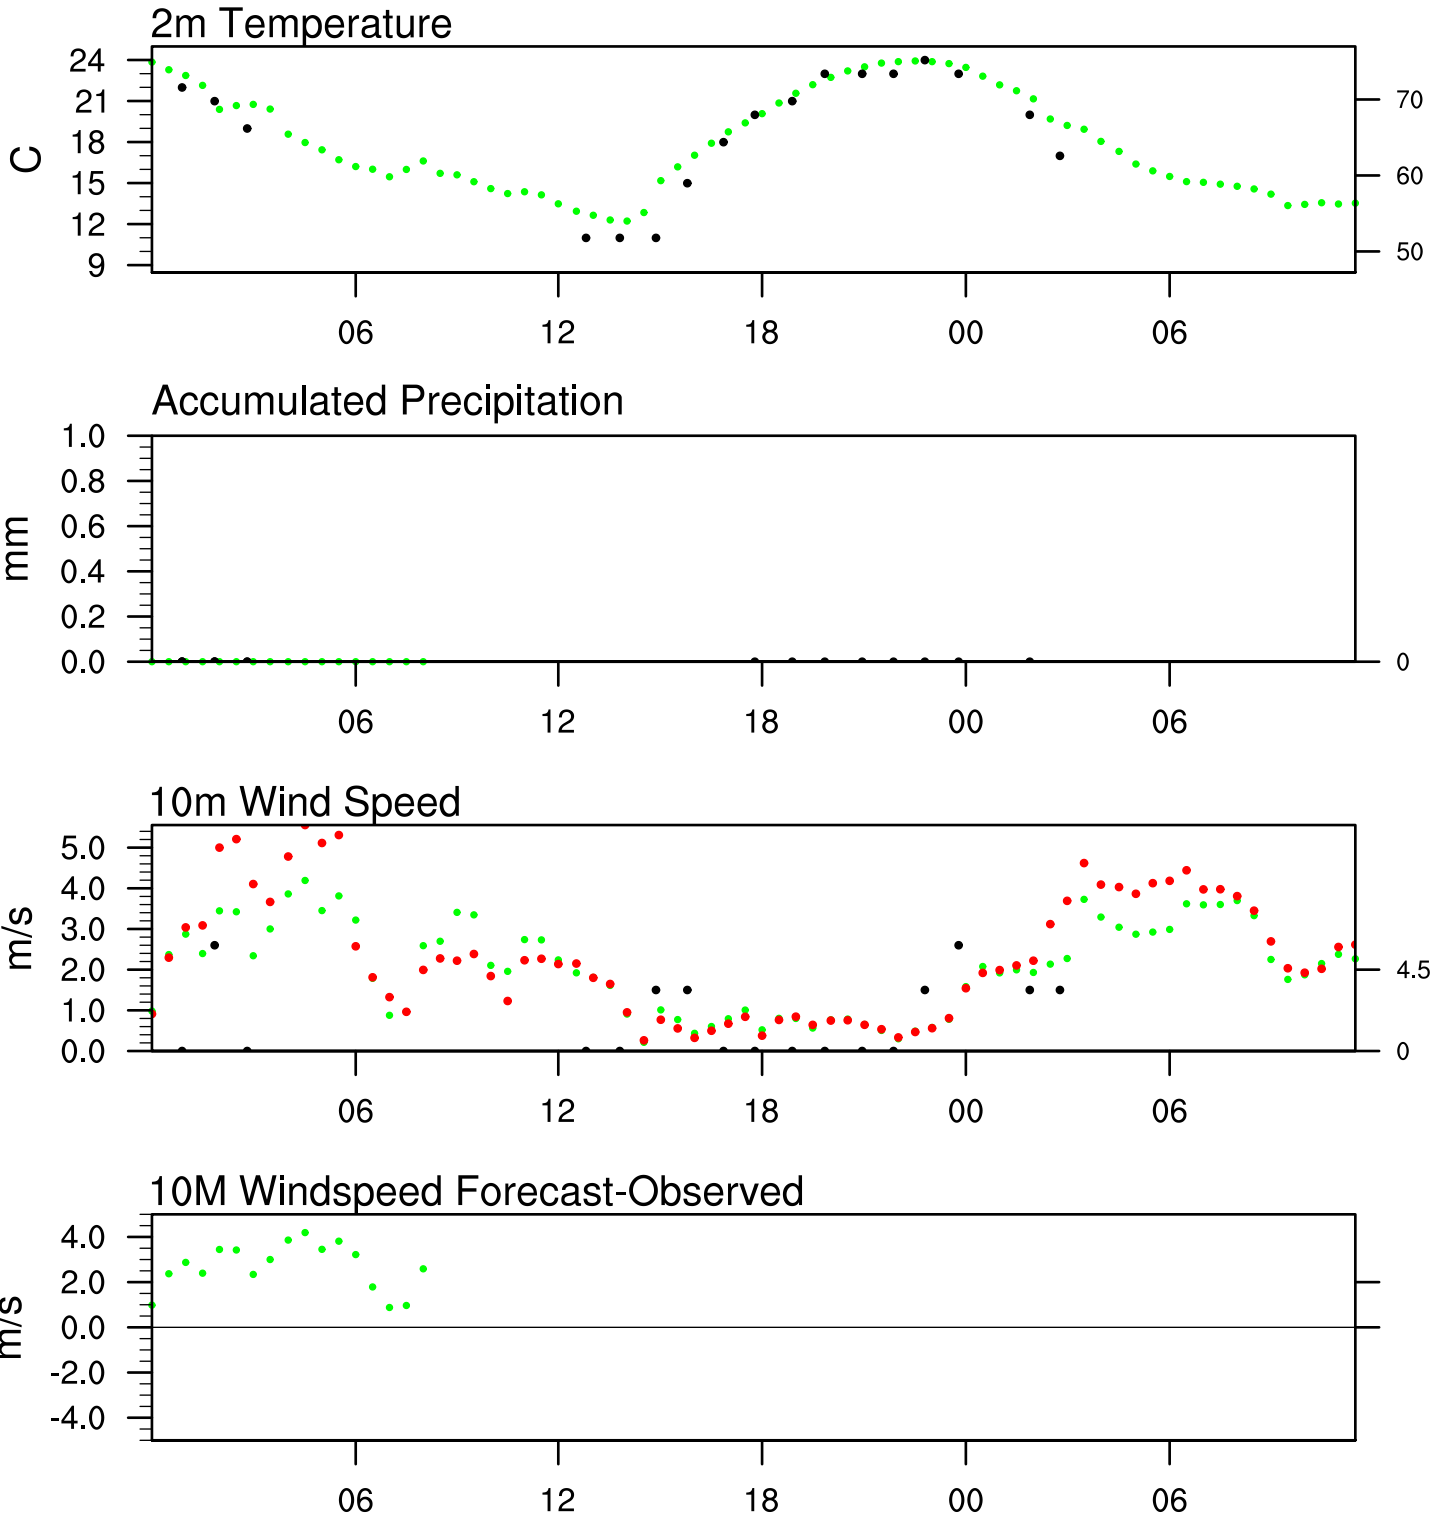 2m Temperature
24
21
18
15
12
9
C
70
60
50
06 12 18 00 06
Accumulated Precipitation
1.0
0.8
0.6
0.4
0.2
0.0
mm
0
06 12 18 00 06
10m Wind Speed
5.0
4.0
3.0
2.0
1.0
0.0
m/s
4.5
0
06 12 18 00 06
10M Windspeed Forecast-Observed
4.0
2.0
0.0
-2.0
-4.0
m/s
06 12 18 00 06